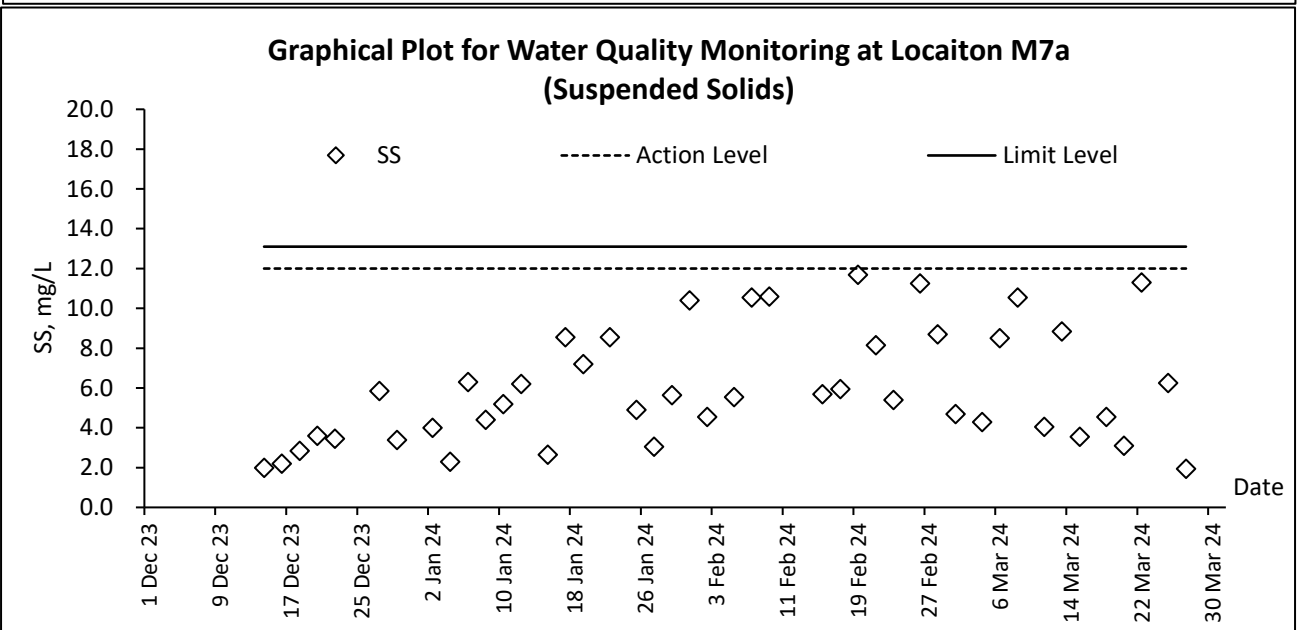 Graphical Plot for Water Quality Monitoring at Locaiton M7a
(Suspended Solids)
20.0
18.0
16.0
14.0
12.0
10.0
8.0
6.0
4.0
2.0
0.0
SS, mg/L
SS
Action Level
Limit Level
Date
1 Dec 23
9 Dec 23
17 Dec 23
25 Dec 23
2 Jan 24
10 Jan 24
18 Jan 24
26 Jan 24
3 Feb 24
11 Feb 24
19 Feb 24
27 Feb 24
6 Mar 24
14 Mar 24
22 Mar 24
30 Mar 24